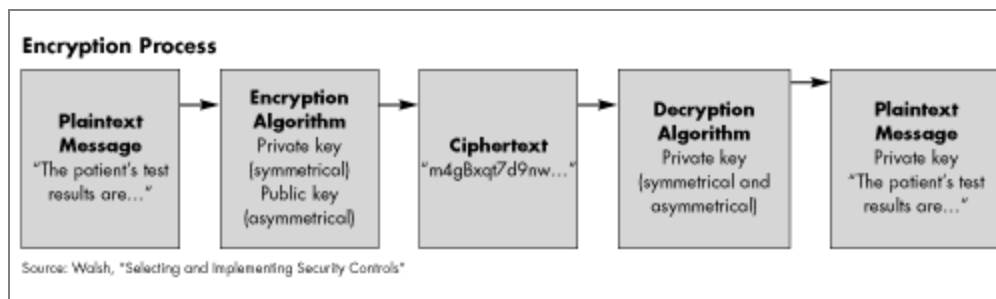 Encryption Process
Plaintext
Message
"The patient's test
results are..."
Encryption
Algorithm
Private key
(symmetrical)
Public key
(asymmetrical)
Ciphertext
"m4gBxqt7d9nw..."
Decryption
Algorithm
Private key
(symmetrical and
asymmetrical)
Plaintext
Message
Private key
"The patient's test
results are..."
Source: Walsh, "Selecting and Implementing Security Controls"